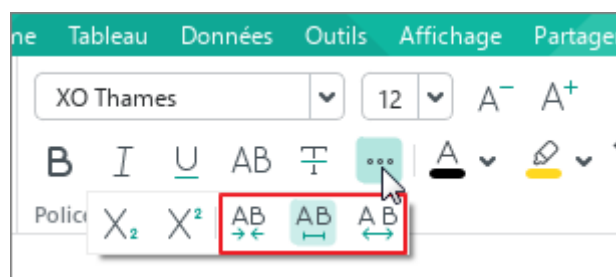 ne Tableau Données Outils Affichage Partage
XO Thames 12 A⁻ A⁺
B I U AB T A
Police X₂ X² AB AB AB